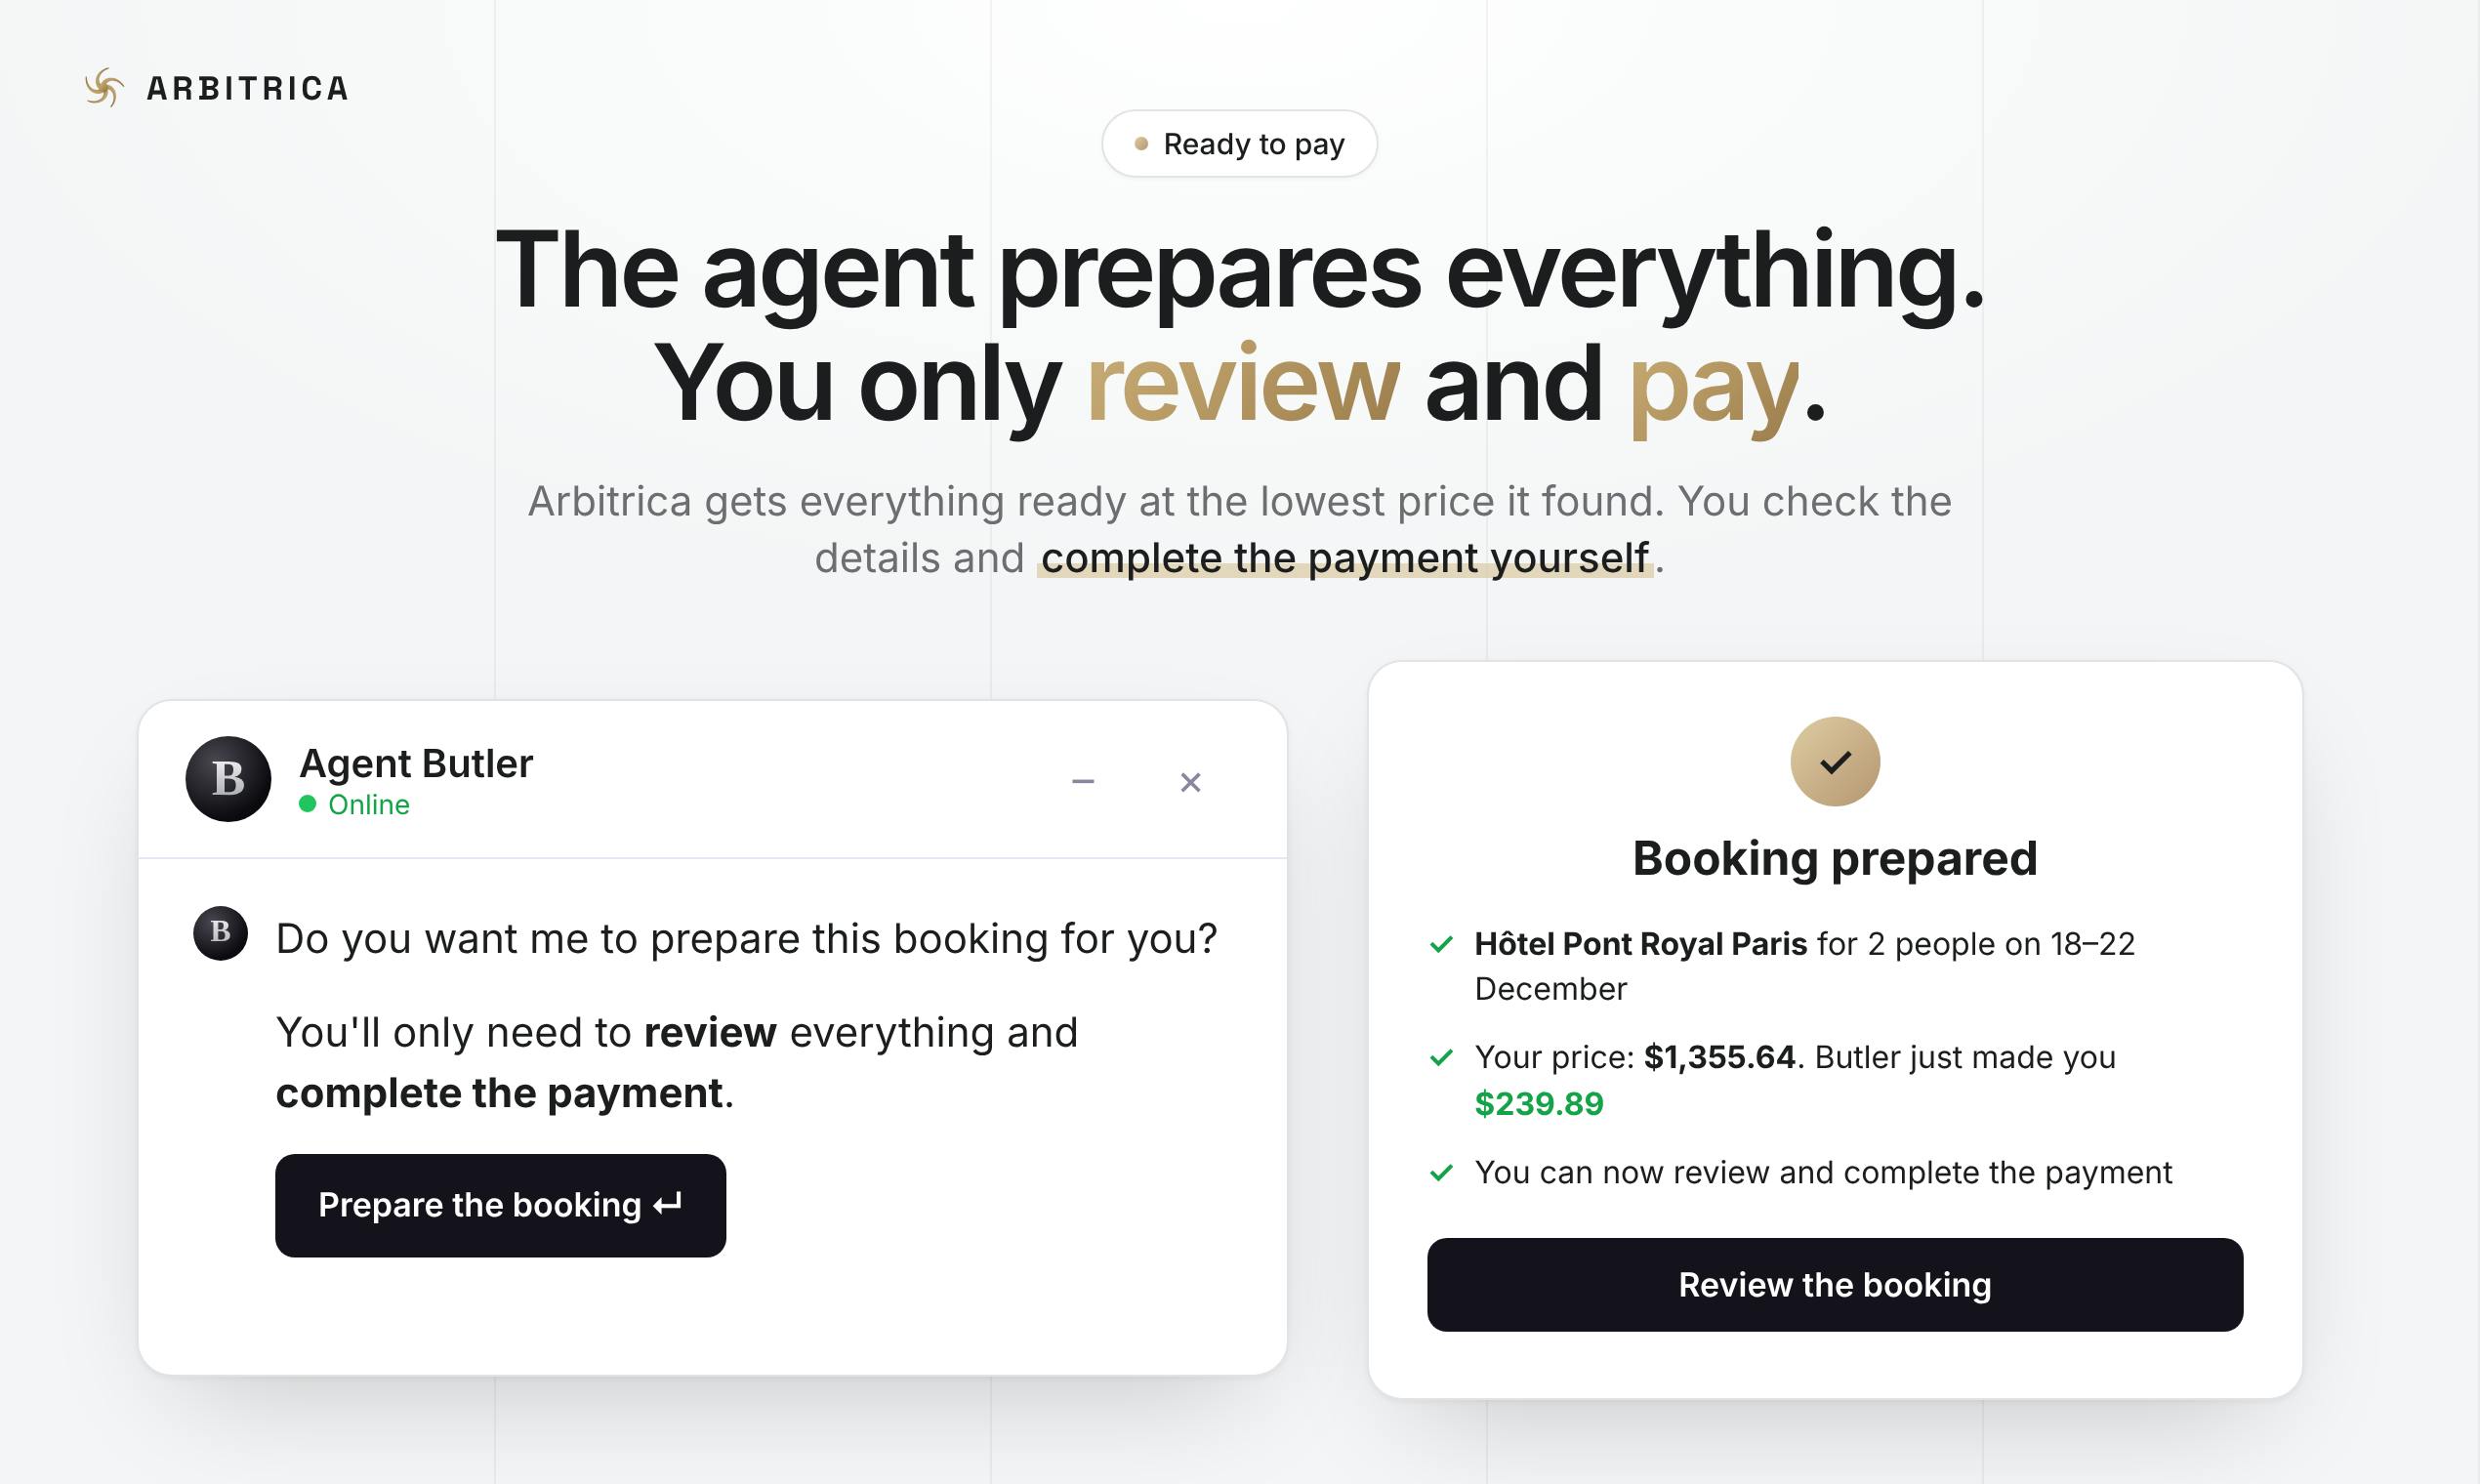 ARBITRICA
Ready to pay
The agent prepares everything.
You only review and pay.
Arbitrica gets everything ready at the lowest price it found. You check the
details and complete the payment yourself.
B
Agent Butler
Online
B
Do you want me to prepare this booking for you?
You'll only need to review everything and
complete the payment.
Prepare the booking ↵
Booking prepared
Hôtel Pont Royal Paris for 2 people on 18–22
December
Your price: $1,355.64. Butler just made you
$239.89
You can now review and complete the payment
Review the booking